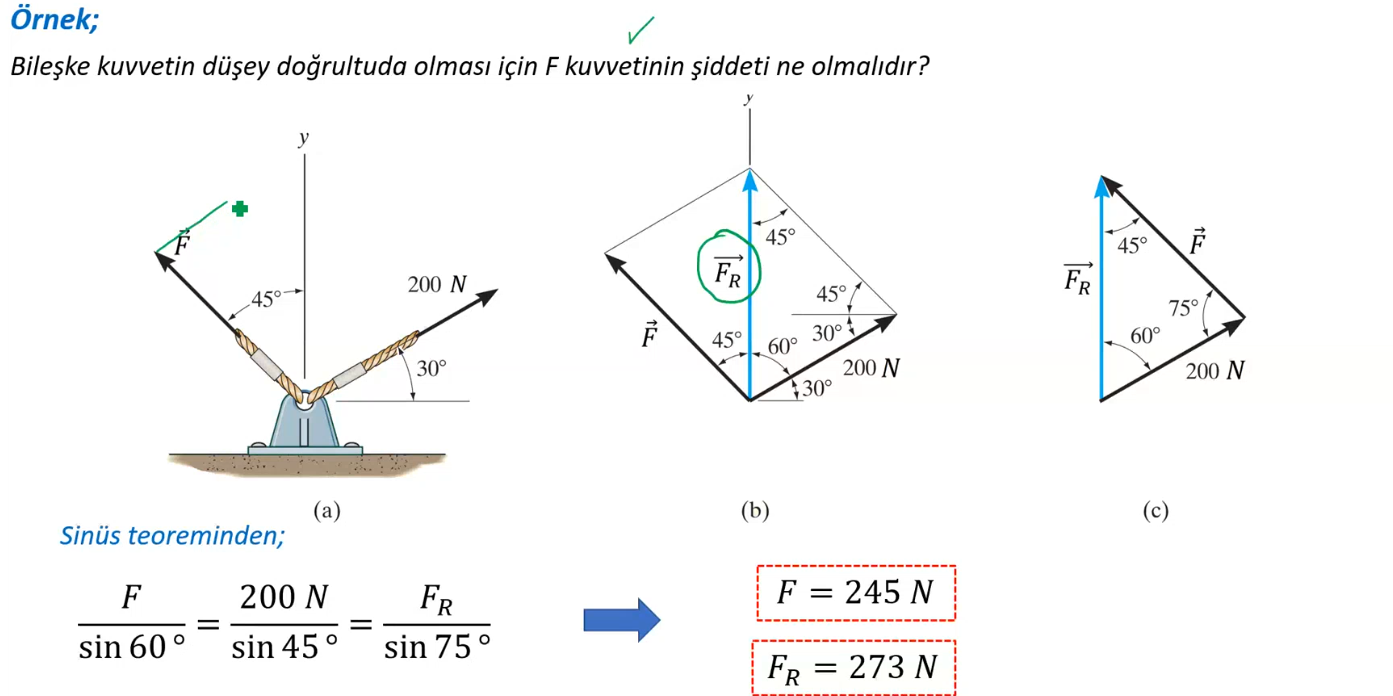 Örnek;
Bileşke kuvvetin düşey doğrultuda olması için F kuvvetinin şiddeti ne olmalıdır?
y
F⃗
45°
200 N
30°
(a)
y
45°
F_R⃗
45°
30°
F⃗
45°
60°
200 N
30°
(b)
45°
F⃗
F_R⃗
75°
60°
200 N
(c)
Sinüs teoreminden;
F / sin 60° = 200 N / sin 45° = F_R / sin 75°
F = 245 N
F_R = 273 N